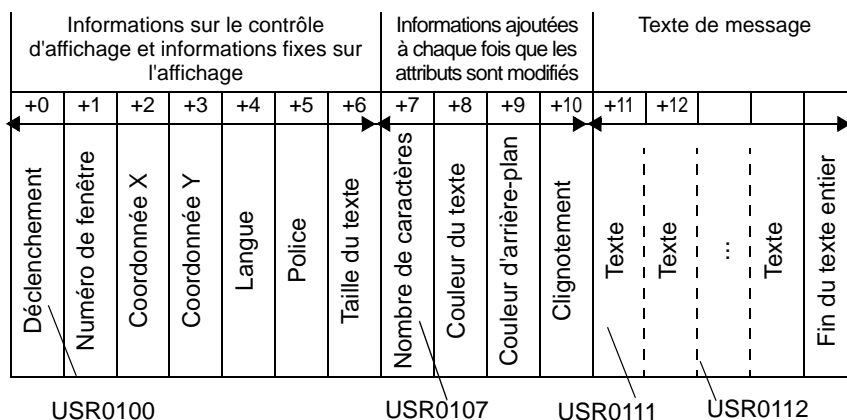 Informations sur le contrôle
d'affichage et informations fixes sur
l'affichage
Informations ajoutées
à chaque fois que les
attributs sont modifiés
Texte de message
+0 +1 +2 +3 +4 +5 +6 +7 +8 +9 +10 +11 +12
Déclenchement
Numéro de fenêtre
Coordonnée X
Coordonnée Y
Langue
Police
Taille du texte
Nombre de caractères
Couleur du texte
Couleur d'arrière-plan
Clignotement
Texte
Texte
...
Texte
Fin du texte entier
USR0100 USR0107 USR0111 USR0112